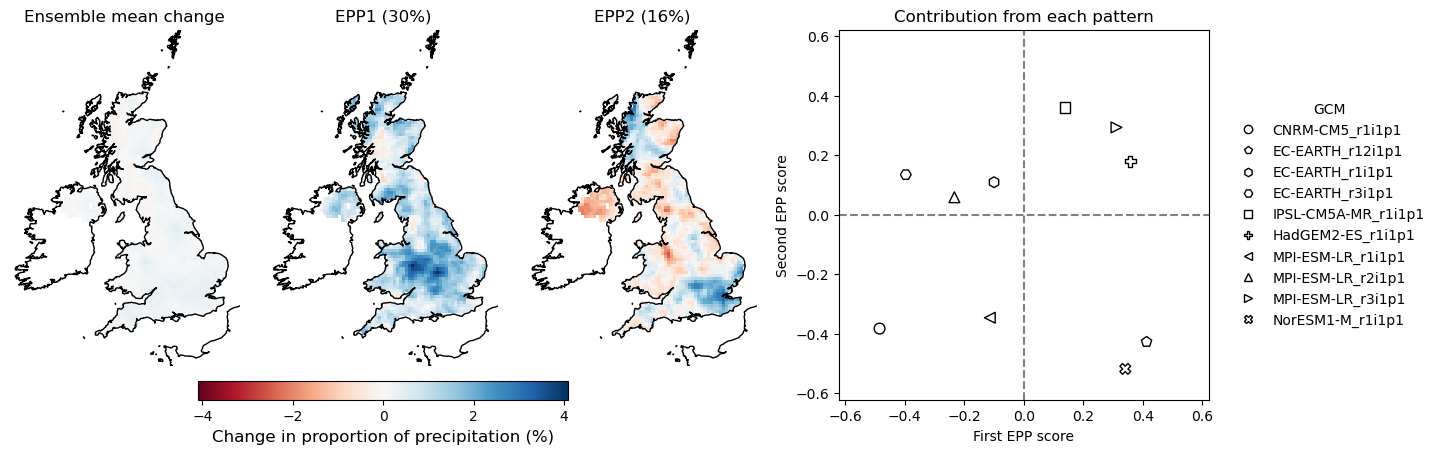 Ensemble mean change
EPP1 (30%)
EPP2 (16%)
−4 −2 0 2 4
Change in proportion of precipitation (%)
Contribution from each pattern
0.6
0.4
0.2
0.0
−0.2
−0.4
−0.6
Second EPP score
−0.6 −0.4 −0.2 0.0 0.2 0.4 0.6
First EPP score
GCM
CNRM-CM5_r1i1p1
EC-EARTH_r12i1p1
EC-EARTH_r1i1p1
EC-EARTH_r3i1p1
IPSL-CM5A-MR_r1i1p1
HadGEM2-ES_r1i1p1
MPI-ESM-LR_r1i1p1
MPI-ESM-LR_r2i1p1
MPI-ESM-LR_r3i1p1
NorESM1-M_r1i1p1